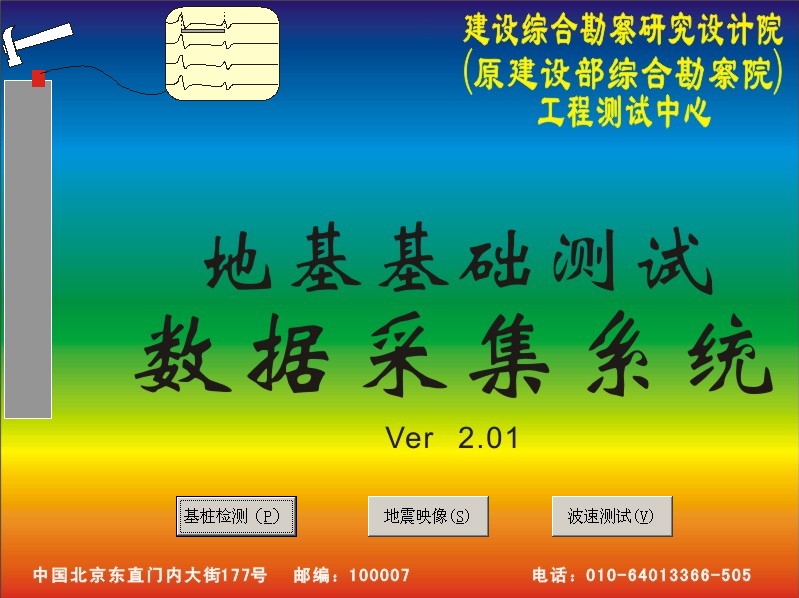 建设综合勘察研究设计院
(原建设部综合勘察院)
工程测试中心
地基基础测试
数据采集系统
Ver 2.01
基桩检测(P) 地震映像(S) 波速测试(V)
中国北京东直门内大街177号 邮编：100007 电话：010-64013366-505